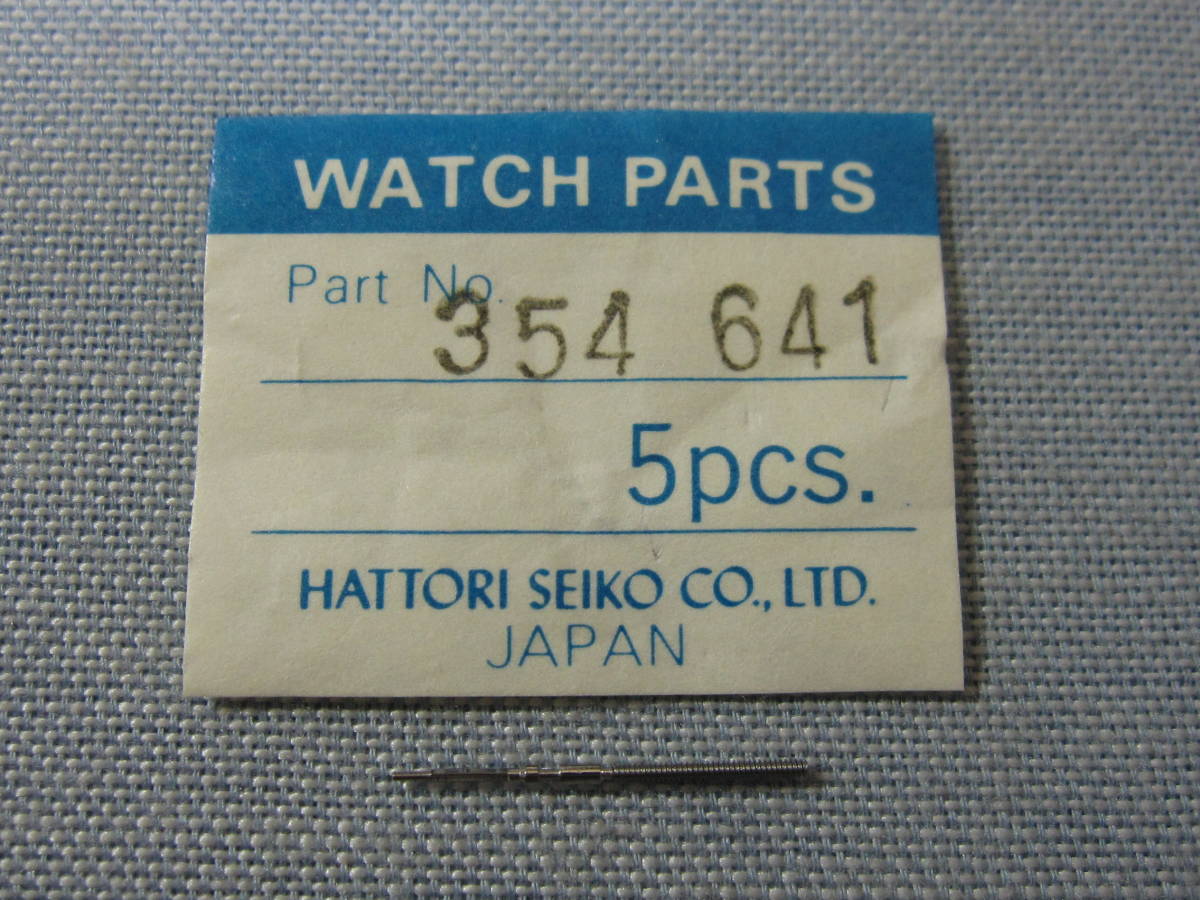 WATCH PARTS
Part No. 354 641
5pcs.
HATTORI SEIKO CO., LTD.
JAPAN